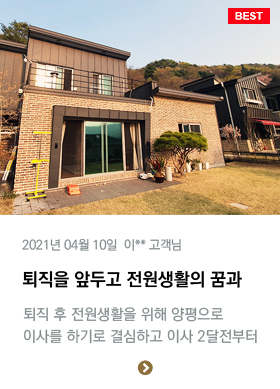 BEST
2021년 04월 10일 이** 고객님
퇴직을 앞두고 전원생활의 꿈과
퇴직 후 전원생활을 위해 양평으로
이사를 하기로 결심하고 이사 2달전부터